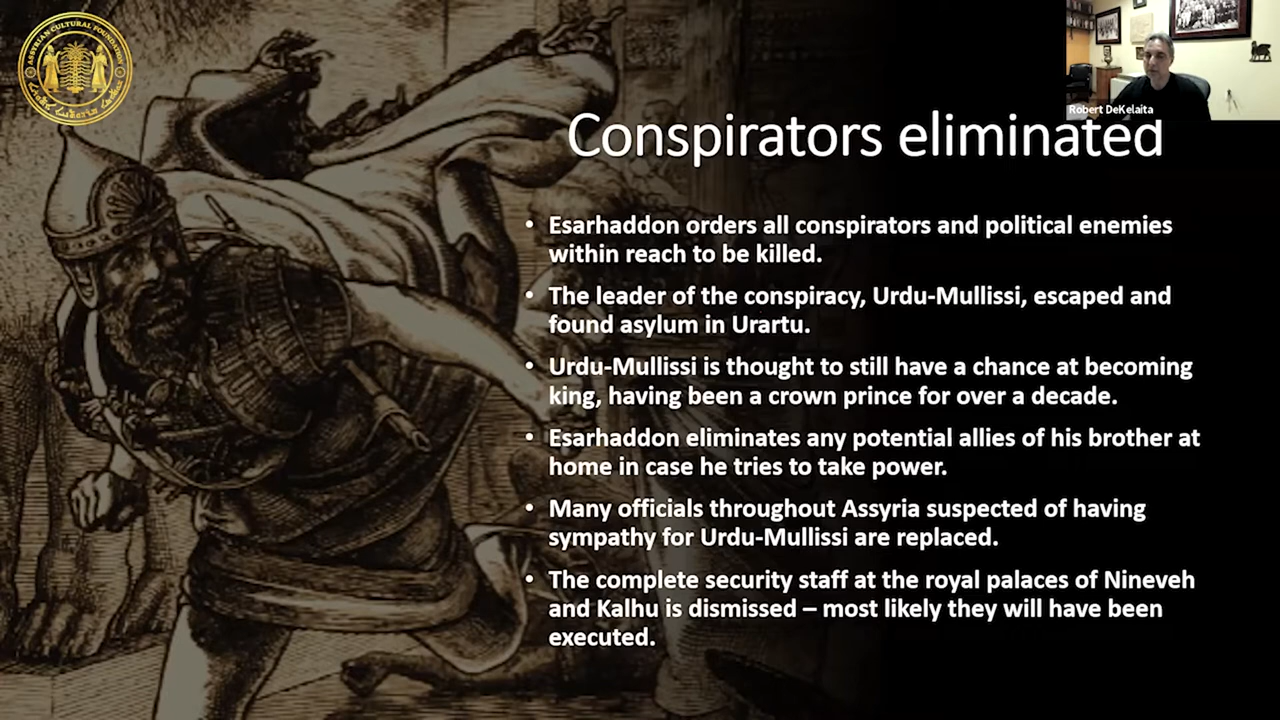 ASSYRIAN CULTURAL FOUNDATION
Robert DeKelaita
Conspirators eliminated
• Esarhaddon orders all conspirators and political enemies
within reach to be killed.
• The leader of the conspiracy, Urdu-Mullissi, escaped and
found asylum in Urartu.
• Urdu-Mullissi is thought to still have a chance at becoming
king, having been a crown prince for over a decade.
• Esarhaddon eliminates any potential allies of his brother at
home in case he tries to take power.
• Many officials throughout Assyria suspected of having
sympathy for Urdu-Mullissi are replaced.
• The complete security staff at the royal palaces of Nineveh
and Kalhu is dismissed – most likely they will have been
executed.